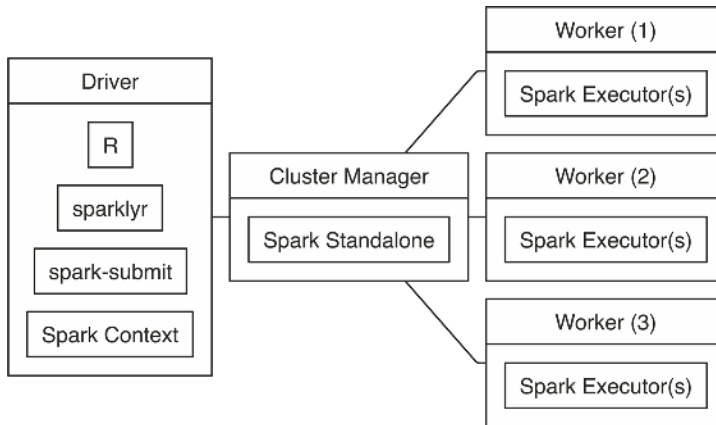 Driver
R
sparklyr
spark-submit
Spark Context
Cluster Manager
Spark Standalone
Worker (1)
Spark Executor(s)
Worker (2)
Spark Executor(s)
Worker (3)
Spark Executor(s)